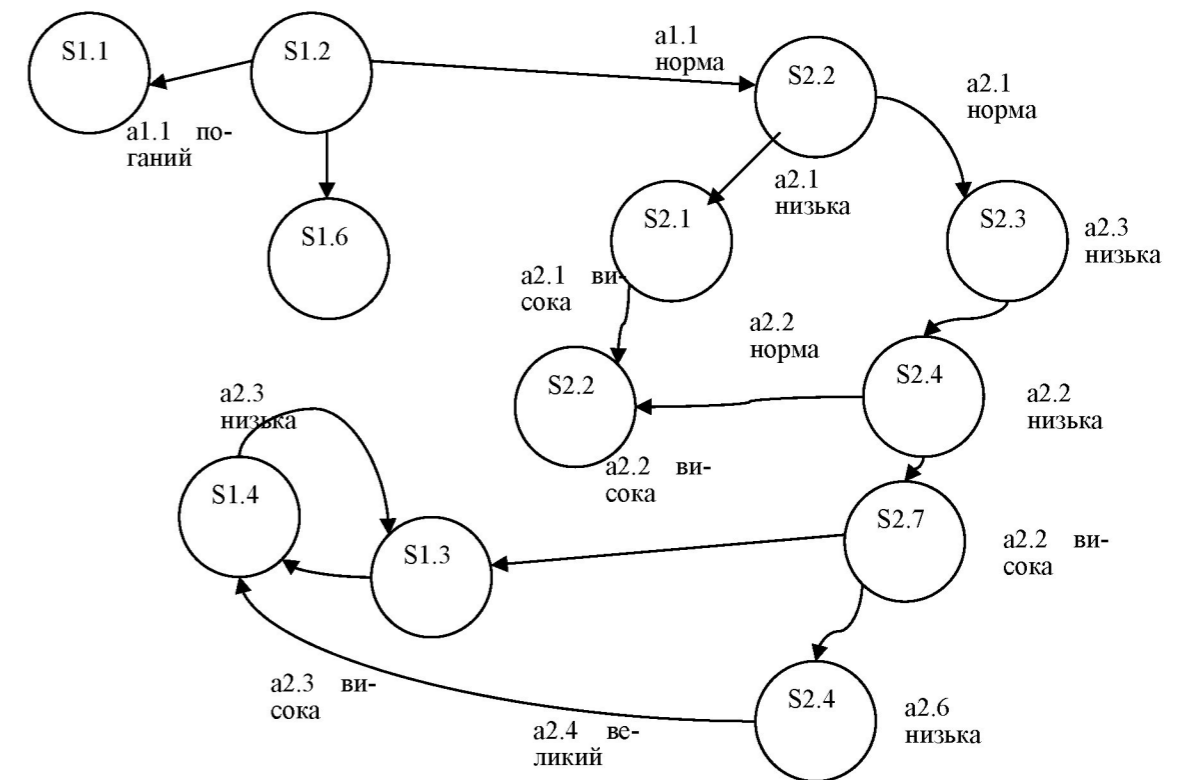 S1.1
S1.2
a1.1
норма
S2.2
a2.1
норма
a1.1 по-
ганий
a2.1
низька
S1.6
S2.1
S2.3
a2.3
низька
a2.1 ви-
сока
a2.2
норма
S2.2
S2.4
a2.2
низька
a2.3
низька
a2.2 ви-
сока
S1.4
S1.3
S2.7
a2.2 ви-
сока
a2.3 ви-
сока
a2.4 ве-
ликий
S2.4
a2.6
низька